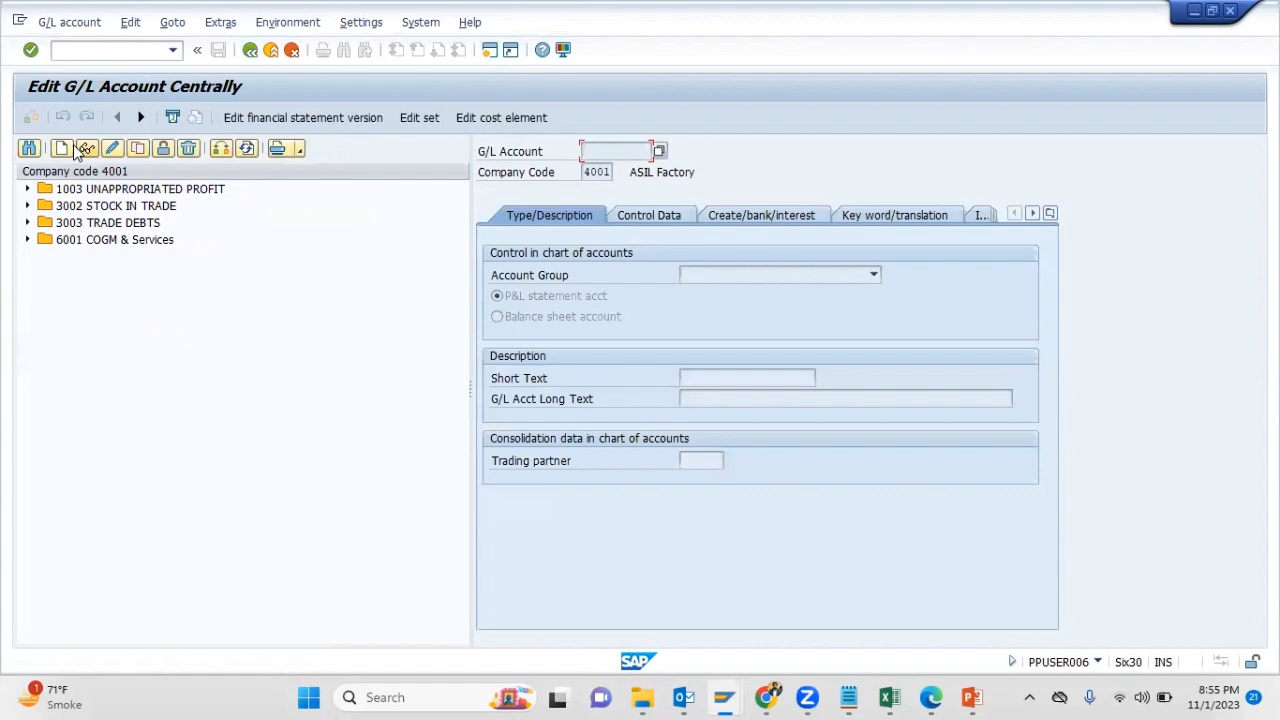 G/L account Edit Goto Extras Environment Settings System Help
Edit G/L Account Centrally
Edit financial statement version Edit set Edit cost element
Company code 4001
1003 UNAPPROPRIATED PROFIT
3002 STOCK IN TRADE
3003 TRADE DEBTS
6001 COGM & Services
G/L Account
Company Code 4001 ASIL Factory
Type/Description Control Data Create/bank/interest Key word/translation I...
Control in chart of accounts
Account Group
P&L statement acct
Balance sheet account
Description
Short Text
G/L Acct Long Text
Consolidation data in chart of accounts
Trading partner
SAP
PPUSER006 Six30 INS
1
71°F
Smoke
Search
8:55 PM
11/1/2023
21